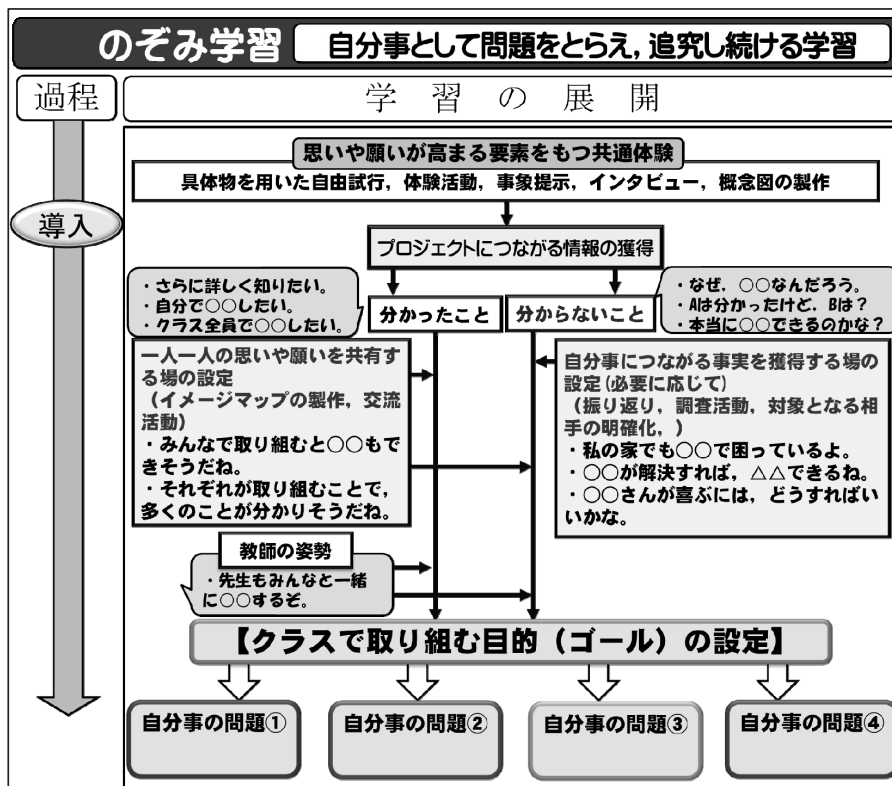 のぞみ学習
自分事として問題をとらえ，追究し続ける学習
過程
学習の展開
導入
思いや願いが高まる要素をもつ共通体験
具体物を用いた自由試行，体験活動，事象提示，インタビュー，概念図の製作
プロジェクトにつながる情報の獲得
・さらに詳しく知りたい。
・自分で〇〇したい。
・クラス全員で〇〇したい。
分かったこと
分からないこと
・なぜ，〇〇なんだろう。
・Aは分かったけど，Bは？
・本当に〇〇できるのかな？
一人一人の思いや願いを共有す
る場の設定
（イメージマップの製作，交流
活動）
・みんなで取り組むと〇〇もで
きそうだね。
・それぞれが取り組むことで，
多くのことが分かりそうだね。
自分事につながる事実を獲得する場の
設定(必要に応じて)
（振り返り，調査活動，対象となる相
手の明確化，）
・私の家でも〇〇で困っているよ。
・〇〇が解決すれば，△△できるね。
・〇〇さんが喜ぶには，どうすればい
いかな。
教師の姿勢
・先生もみんなと一緒
に〇〇するぞ。
【クラスで取り組む目的（ゴール）の設定】
自分事の問題①
自分事の問題②
自分事の問題③
自分事の問題④